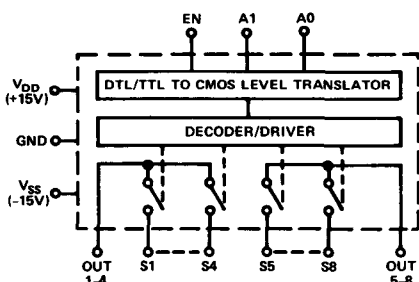 EN A1 A0
DTL/TTL TO CMOS LEVEL TRANSLATOR
VDD
(+15V)
DECODER/DRIVER
GND
VSS
(−15V)
OUT
1–4
S1
S4
S5
S8
OUT
5–8